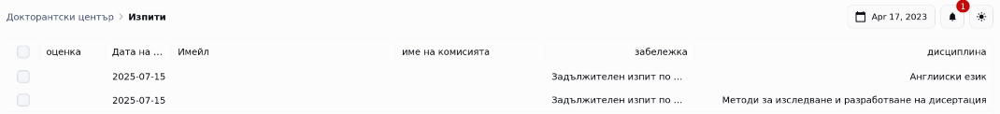 Докторантски център > Изпити
Apr 17, 2023
1
оценка Дата на ... Имейл име на комисията забележка дисциплина
2025-07-15 Задължителен изпит по ... Английски език
2025-07-15 Задължителен изпит по ... Методи за изследване и разработване на дисертация